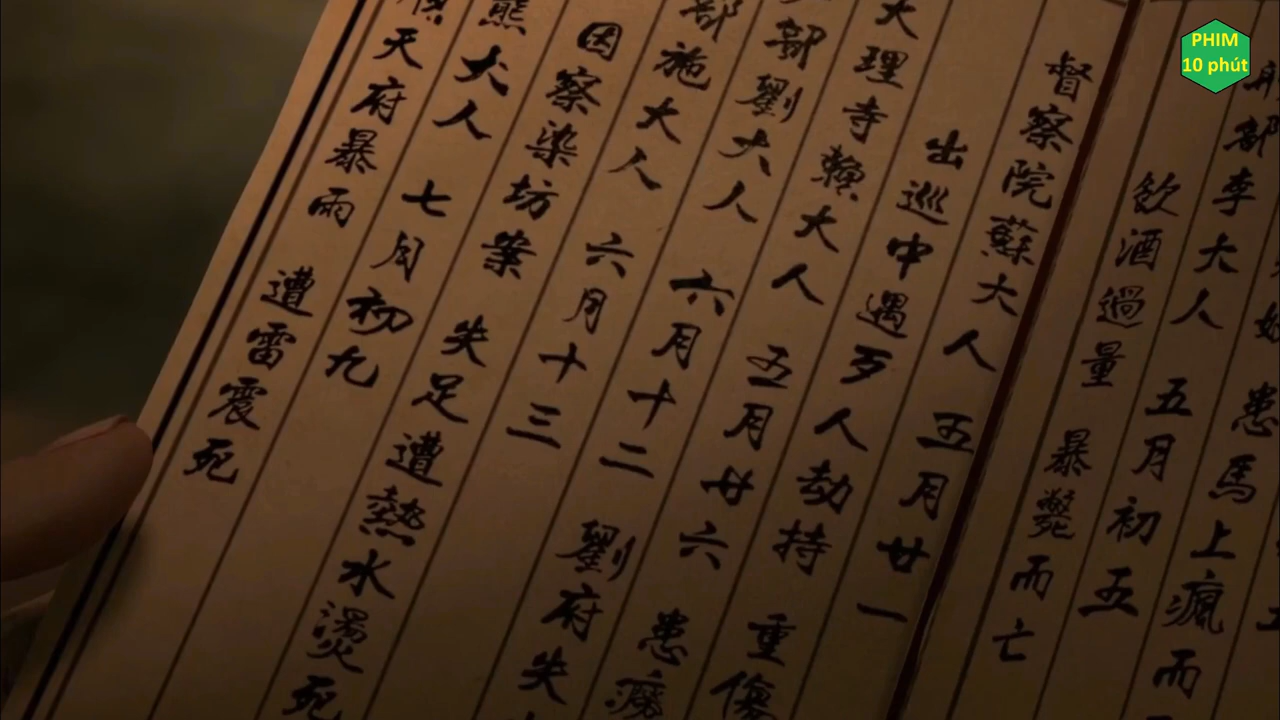 患馬上瘋而
刑部李大人 五月初五
飲酒過量 暴斃而亡
督察院蘇大人 五月廿一
出巡中遇歹人劫持 重傷
大理寺賴大人 五月廿六 患癆
部劉大人 六月十二 劉府失
部施大人 六月十三
因察染坊案 失足遭熱水燙死
熊大人 七月初九
天府暴雨 遭雷震死
PHIM
10 phút